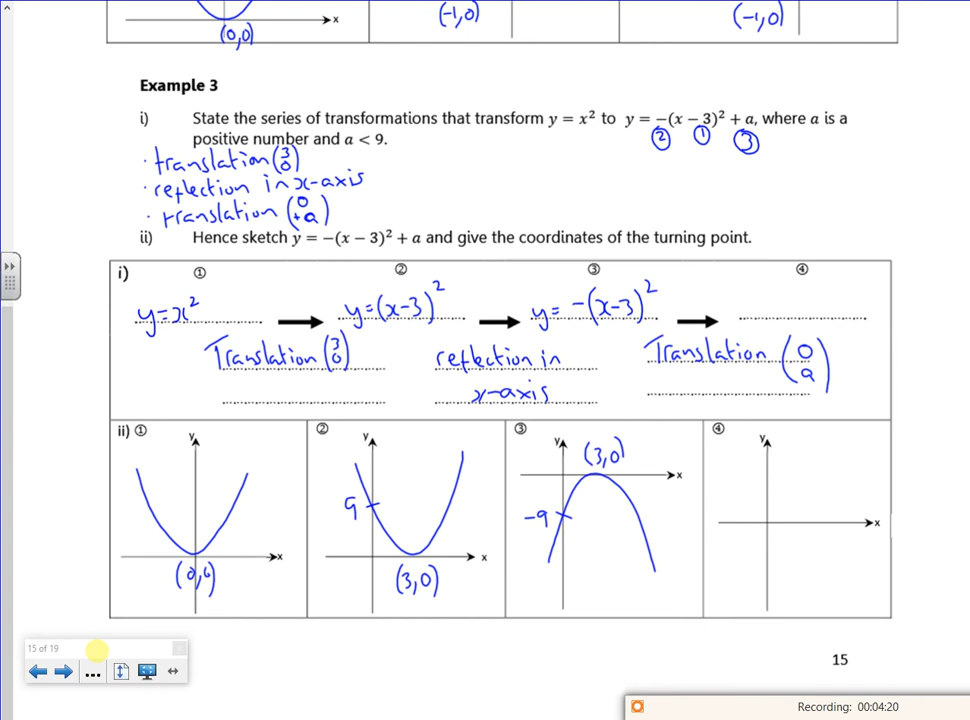 x
(0,0)
(-1,0)
(-1,0)
Example 3
i) State the series of transformations that transform y = x² to y = −(x − 3)² + a, where a is a
② ① ③
positive number and a < 9.
· translation (3 0)
· reflection in x-axis
· translation (0 +a)
ii) Hence sketch y = −(x − 3)² + a and give the coordinates of the turning point.
i) ① ② ③ ④
y=x² y=(x-3)² y=-(x-3)²
Translation (3 0) reflection in Translation (0 a)
x-axis
ii) ① y x (0,0)
② y x 9 (3,0)
③ y x (3,0) -9
④ y x
15 of 19
15
Recording: 00:04:20